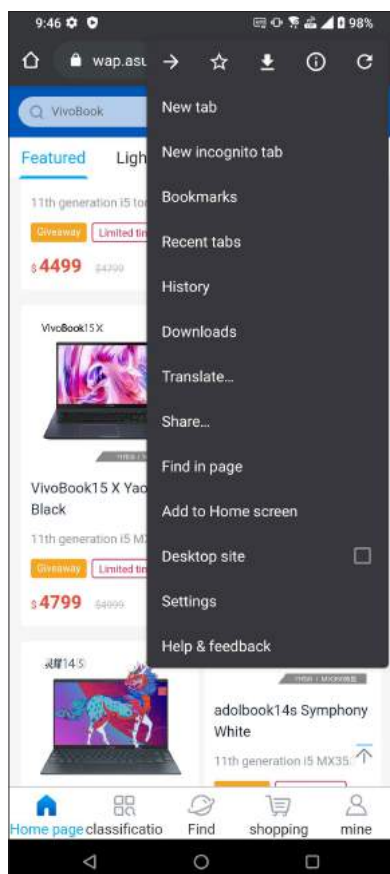 9:46
98%
wap.asu
VivoBook
Featured
Ligh
New tab
New incognito tab
Bookmarks
Recent tabs
History
Downloads
Translate...
Share...
Find in page
Add to Home screen
Desktop site
Settings
Help & feedback
11th generation i5 to
Giveaway
Limited tin
$4499 $4799
VivoBook15 X
VivoBook15 X Yao
Black
11th generation i5 M
Giveaway
Limited tin
$4799 $4999
14 S
adolbook14s Symphony
White
11th generation i5 MX35.
Home page
classificatio
Find
shopping
mine